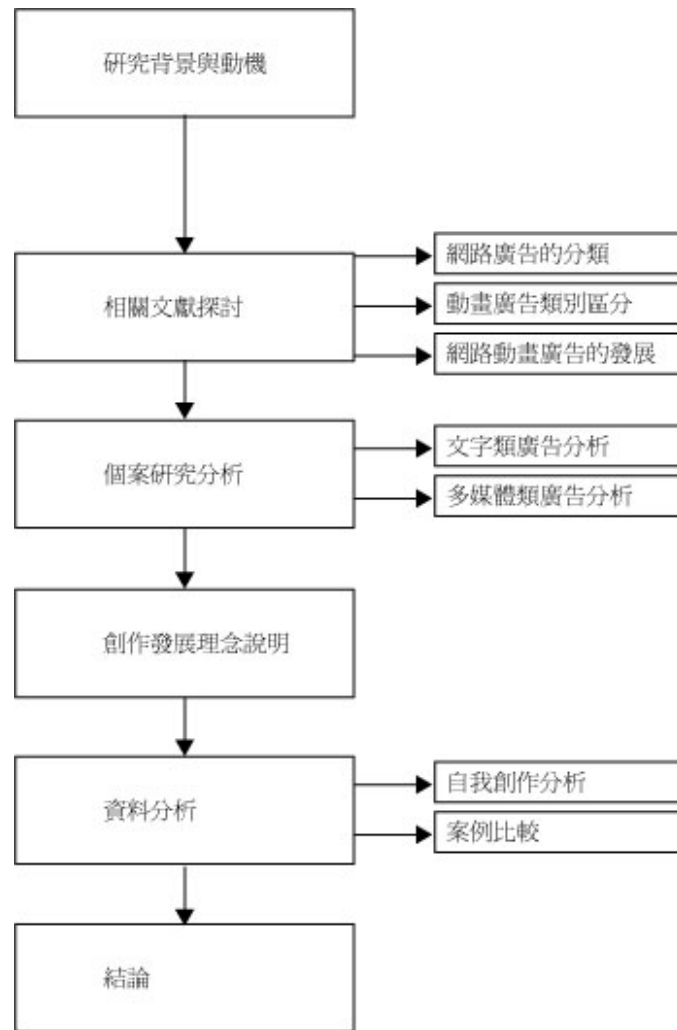 研究背景與動機
相關文獻探討
網路廣告的分類
動畫廣告類別區分
網路動畫廣告的發展
個案研究分析
文字類廣告分析
多媒體類廣告分析
創作發展理念說明
資料分析
自我創作分析
案例比較
結論